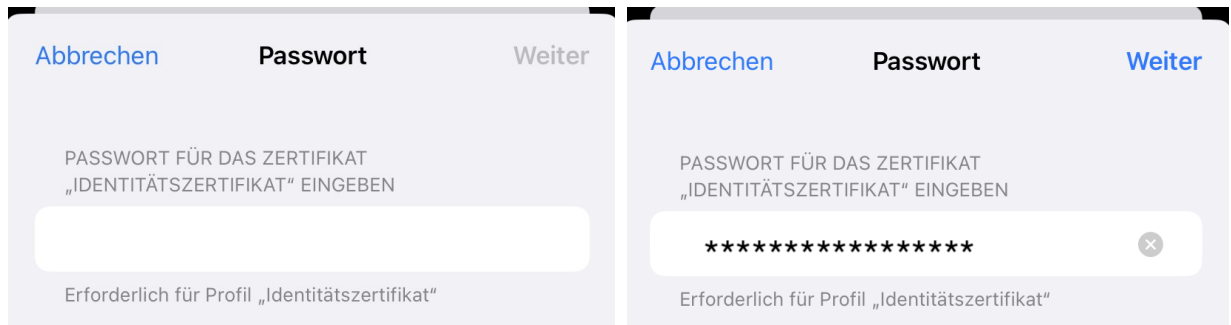 Abbrechen Passwort Weiter
PASSWORT FÜR DAS ZERTIFIKAT
„IDENTITÄTSZERTIFIKAT“ EINGEBEN
Erforderlich für Profil „Identitätszertifikat“
Abbrechen Passwort Weiter
PASSWORT FÜR DAS ZERTIFIKAT
„IDENTITÄTSZERTIFIKAT“ EINGEBEN
*****************
Erforderlich für Profil „Identitätszertifikat“